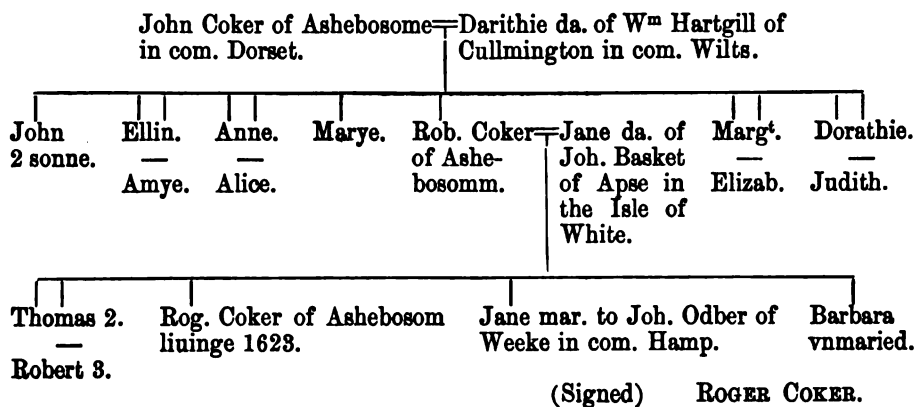 John Coker of Ashebosome
in com. Dorset.
Darithie da. of Wᵐ Hartgill of
Cullmington in com. Wilts.
John
2 sonne.
Ellin.
—
Amye.
Anne.
—
Alice.
Marye.
Rob. Coker
of Ashe-
bosomm.
Jane da. of
Joh. Basket
of Apse in
the Isle of
White.
Margᵗ.
—
Elizab.
Dorathie.
—
Judith.
Thomas 2.
—
Robert 3.
Rog. Coker of Ashebosom
liuinge 1623.
Jane mar. to Joh. Odber of
Weeke in com. Hamp.
Barbara
vnmaried.
(Signed) ROGER COKER.